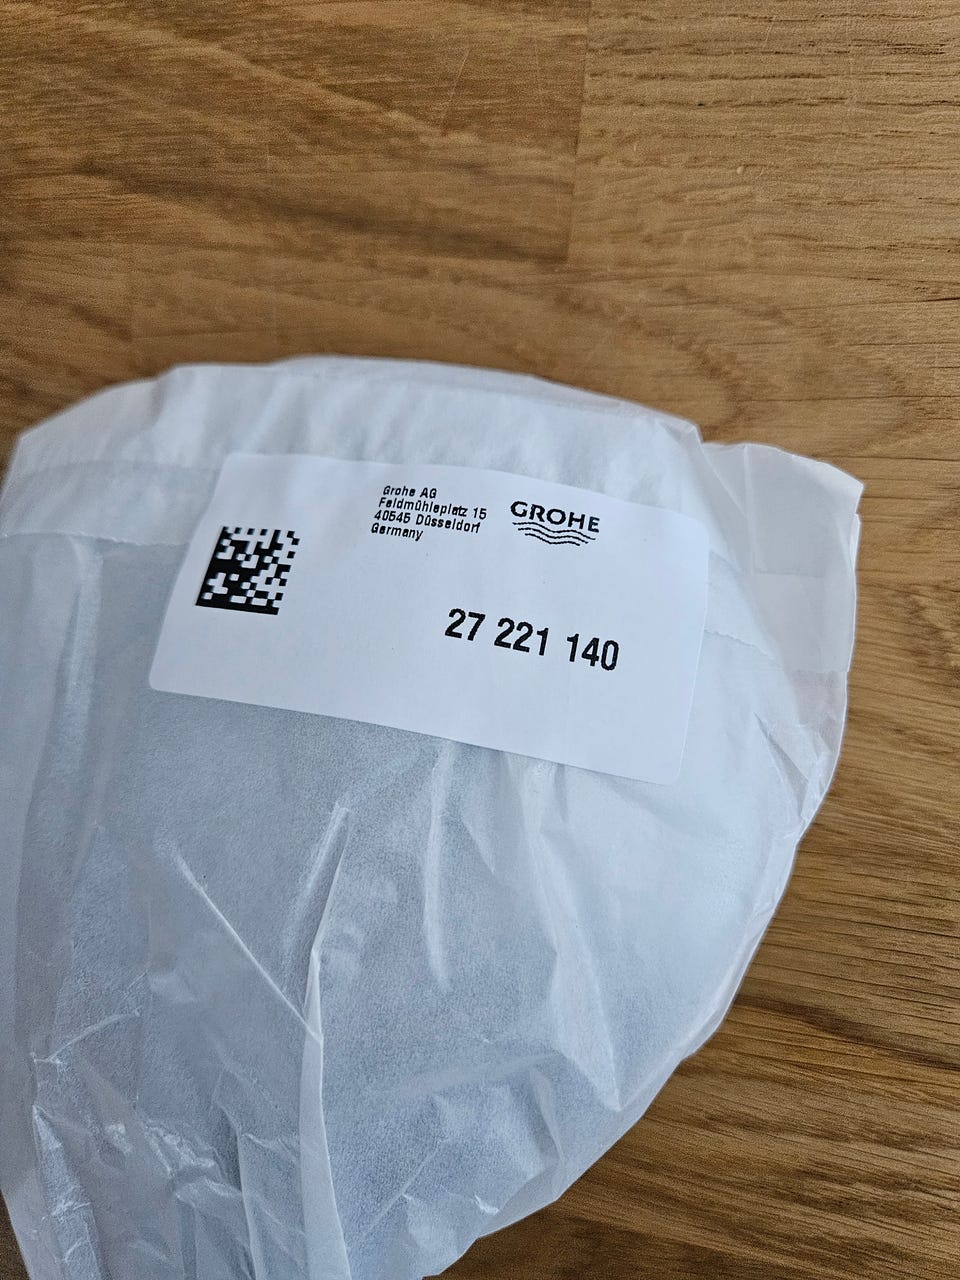 Grohe AG
Feldmühleplatz 15
40545 Düsseldorf
Germany
GROHE
27 221 140